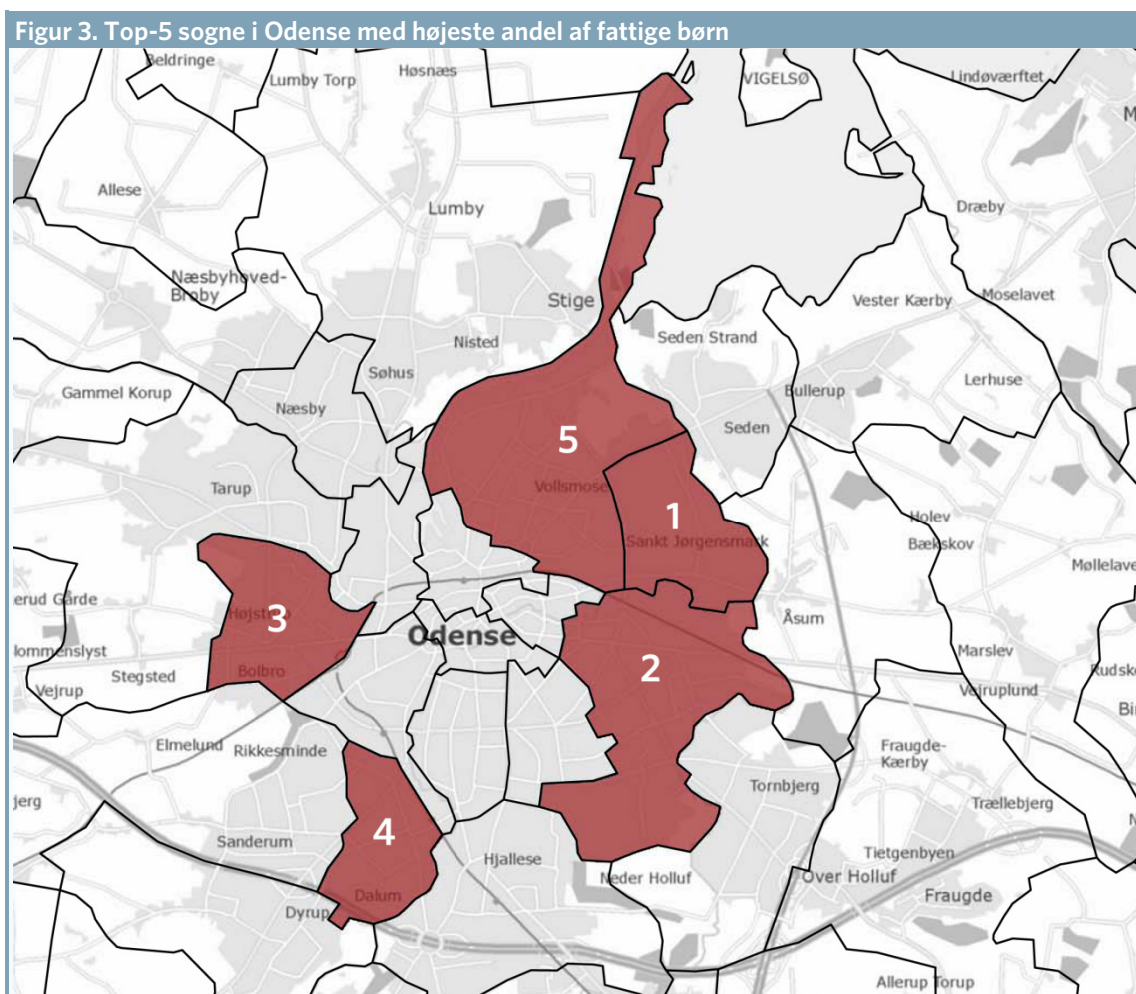 Figur 3. Top-5 sogne i Odense med højeste andel af fattige børn
Beldringe
Lumby Torp
Høsnæs
VIGELSØ
Lindøværftet
M
Allese
Lumby
Dræby
Næsbyhoved-
Broby
Stige
Vester Kærby
Moselavet
Nisted
Seden Strand
Søhus
Gammel Korup
Bullerup
Lerhuse
Næsby
Seden
5
Tarup
Vollsmose
1
Holev
Sankt Jørgensmark
Bækskov
Møllelave
erud Gårde
Højstrup
3
Åsum
Odense
lommenslyst
Marslev
Stegsted
Bolbro
2
Rudsk
Vejrup
Vejruplund
Bir
Elmelund
Rikkesminde
Fraugde-
Kærby
Tornbjerg
jerg
Trællebjerg
4
Sanderum
N
Hjallese
Tietgenbyen
Neder Holluf
Over Holluf
Dalum
Fraugde
Dyrup
Allerup Torup